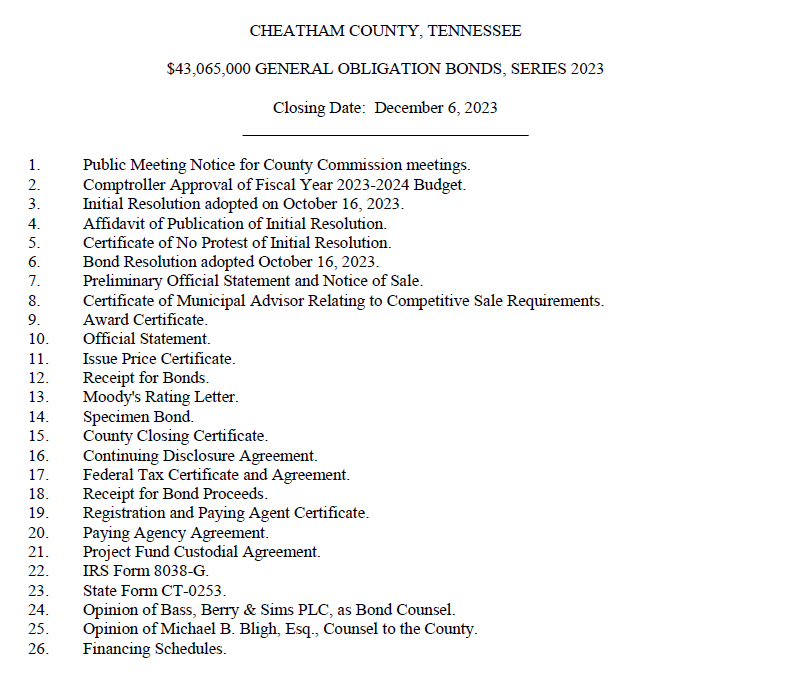 CHEATHAM COUNTY, TENNESSEE
$43,065,000 GENERAL OBLIGATION BONDS, SERIES 2023
Closing Date: December 6, 2023
1. Public Meeting Notice for County Commission meetings.
2. Comptroller Approval of Fiscal Year 2023-2024 Budget.
3. Initial Resolution adopted on October 16, 2023.
4. Affidavit of Publication of Initial Resolution.
5. Certificate of No Protest of Initial Resolution.
6. Bond Resolution adopted October 16, 2023.
7. Preliminary Official Statement and Notice of Sale.
8. Certificate of Municipal Advisor Relating to Competitive Sale Requirements.
9. Award Certificate.
10. Official Statement.
11. Issue Price Certificate.
12. Receipt for Bonds.
13. Moody's Rating Letter.
14. Specimen Bond.
15. County Closing Certificate.
16. Continuing Disclosure Agreement.
17. Federal Tax Certificate and Agreement.
18. Receipt for Bond Proceeds.
19. Registration and Paying Agent Certificate.
20. Paying Agency Agreement.
21. Project Fund Custodial Agreement.
22. IRS Form 8038-G.
23. State Form CT-0253.
24. Opinion of Bass, Berry & Sims PLC, as Bond Counsel.
25. Opinion of Michael B. Bligh, Esq., Counsel to the County.
26. Financing Schedules.